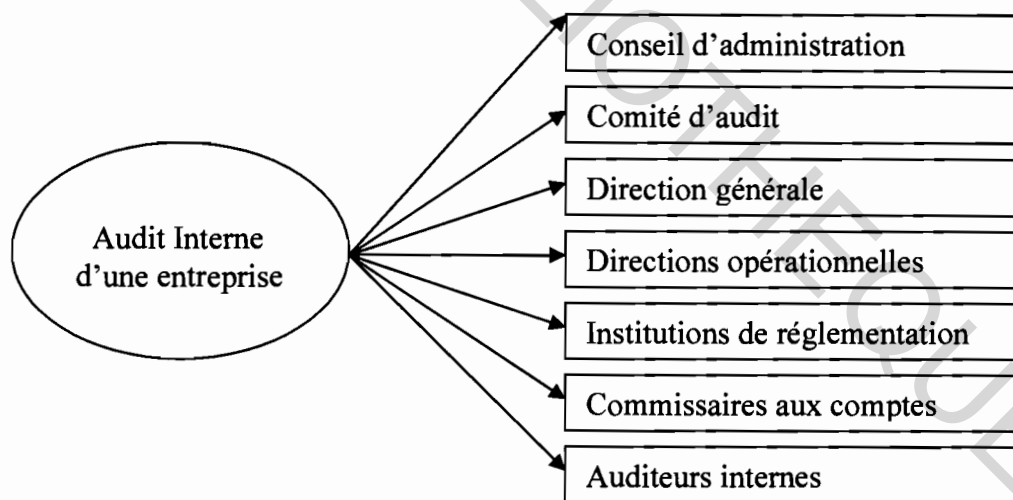 Conseil d'administration
Comité d'audit
Direction générale
Audit Interne
d'une entreprise
Directions opérationnelles
Institutions de réglementation
Commissaires aux comptes
Auditeurs internes